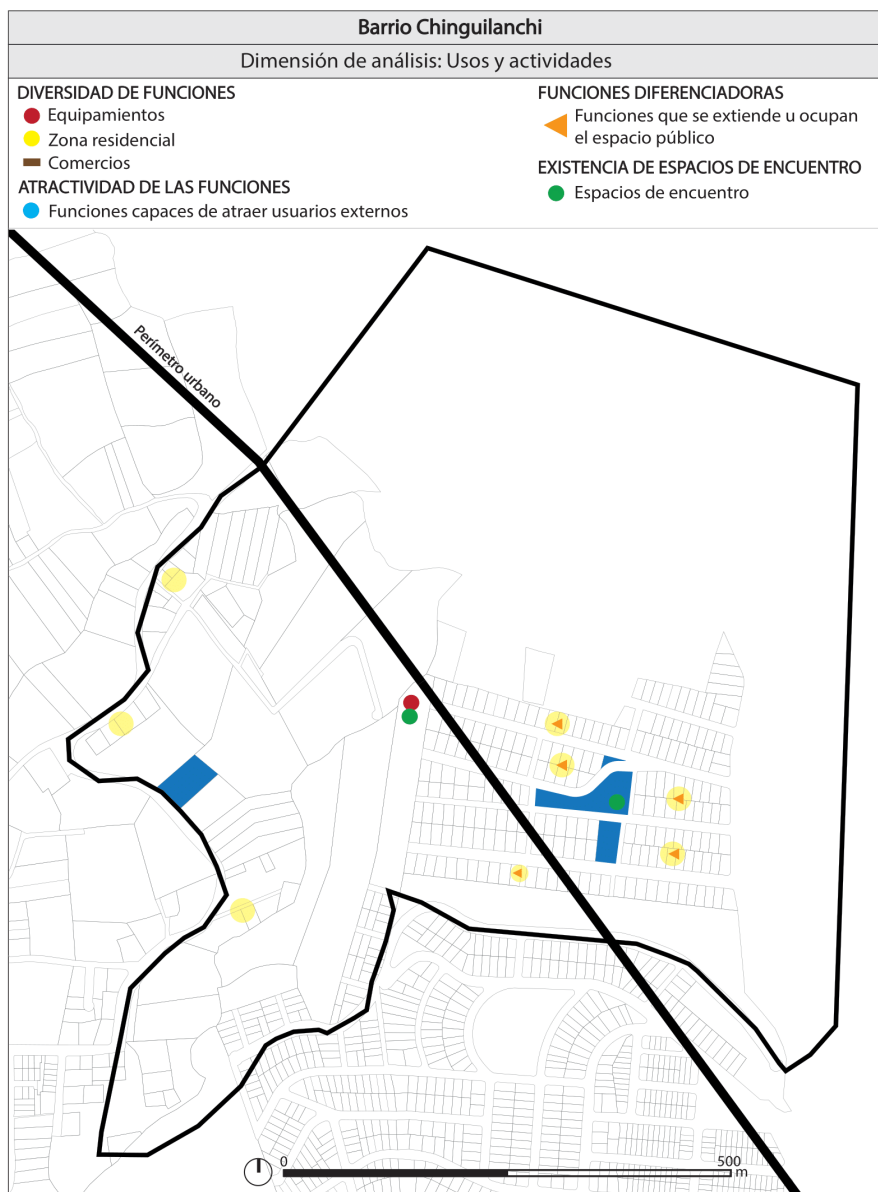 Barrio Chinguilanchi
Dimensión de análisis: Usos y actividades
DIVERSIDAD DE FUNCIONES
Equipamientos
Zona residencial
Comercios
ATRACTIVIDAD DE LAS FUNCIONES
Funciones capaces de atraer usuarios externos
FUNCIONES DIFERENCIADORAS
Funciones que se extiende u ocupan
el espacio público
EXISTENCIA DE ESPACIOS DE ENCUENTRO
Espacios de encuentro
Perímetro urbano
0
500
m